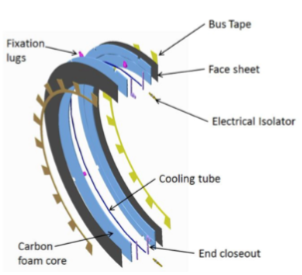 Bus Tape
Fixation
lugs
Face sheet
Electrical Isolator
Cooling tube
Carbon
foam core
End closeout